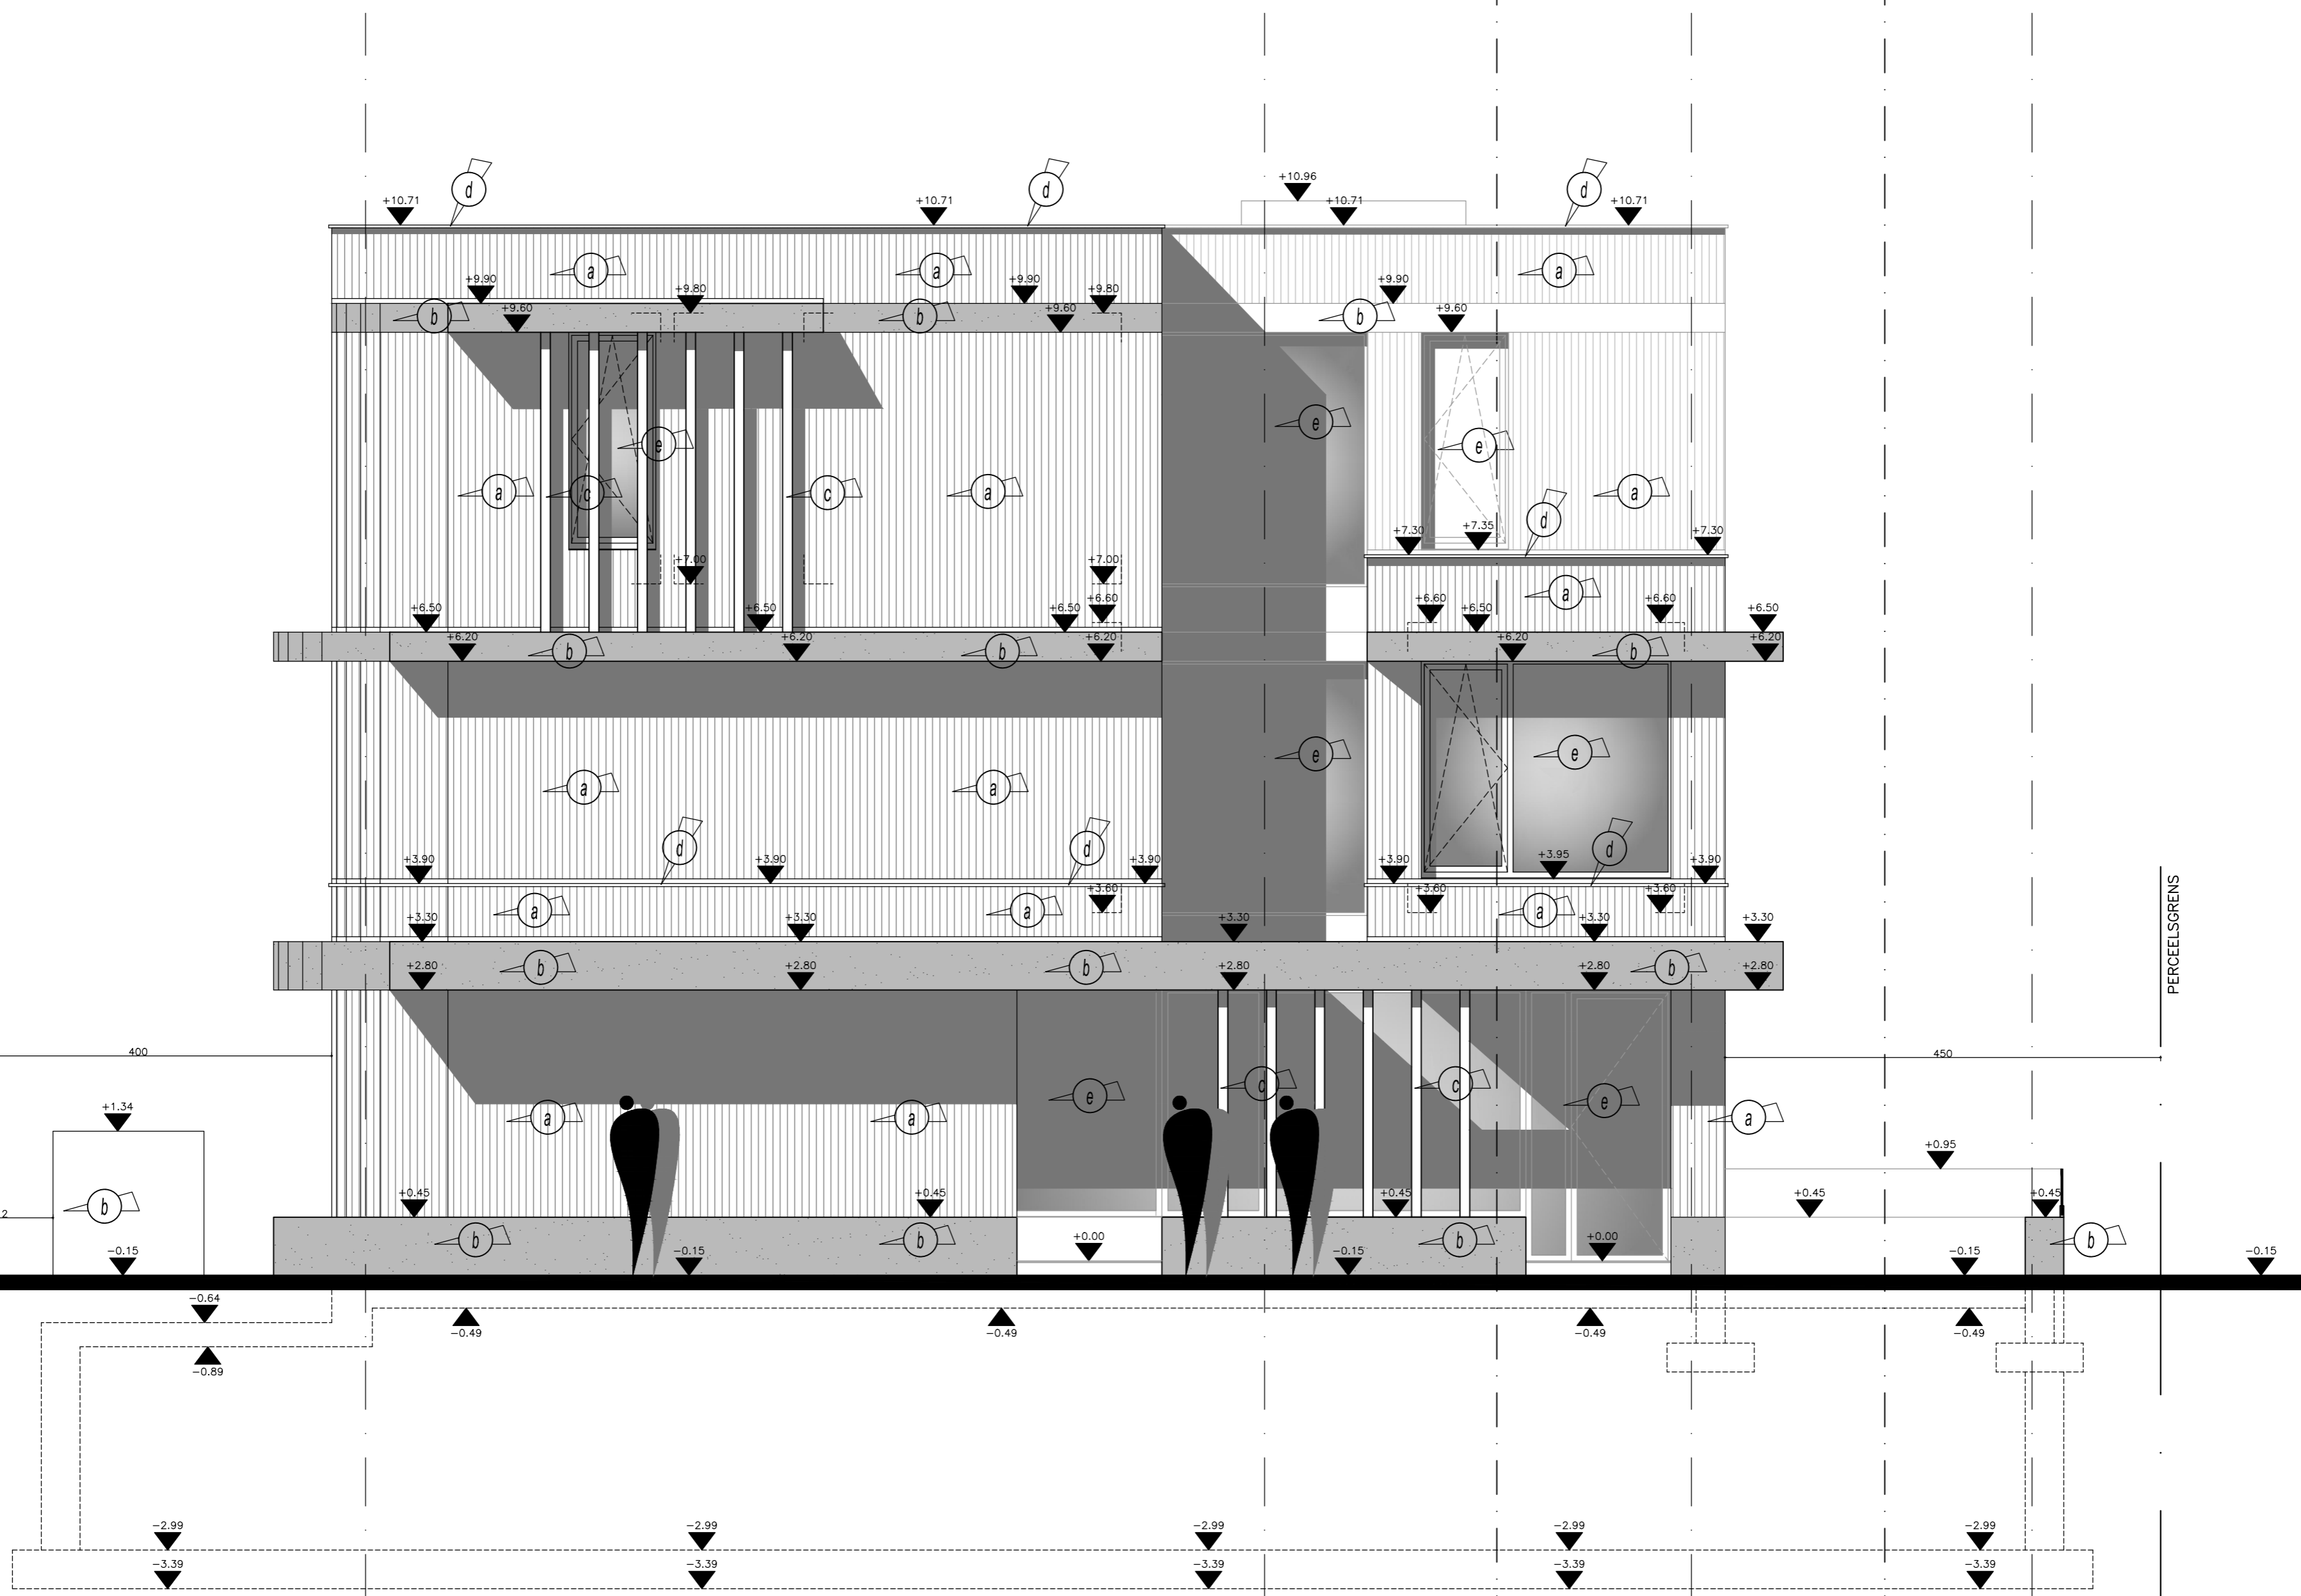 d d d
+10.96
+10.71 +10.71 +10.71 +10.71
a a a
+9.90 +9.80 +9.90 +9.80 +9.90
b +9.60 b +9.60 b +9.60
e
e e
a c c a a
d
+7.30 +7.35 +7.30
+7.00 +7.00
a
+6.50 +6.50 +6.50 +6.60 +6.60 +6.50 +6.60 +6.50
+6.20 b +6.20 b +6.20 +6.20 b +6.20
e e
a a
d d d
+3.90 +3.90 +3.90 +3.90 +3.95 +3.90
+3.60 +3.60 +3.60
a a a
+3.30 +3.30 +3.30 +3.30 +3.30
PERCEELSGRENS
b b b
+2.80 +2.80 +2.80 +2.80 +2.80
400 450
e c c e
+1.34 a a a
+0.95
b +0.45 +0.45 +0.45 +0.45 +0.45
2
b b b b
-0.15 -0.15 +0.00 -0.15 +0.00 -0.15 -0.15
-0.64
-0.49 -0.49 -0.49 -0.49
-0.89
-2.99 -2.99 -2.99 -2.99 -2.99
-3.39 -3.39 -3.39 -3.39 -3.39